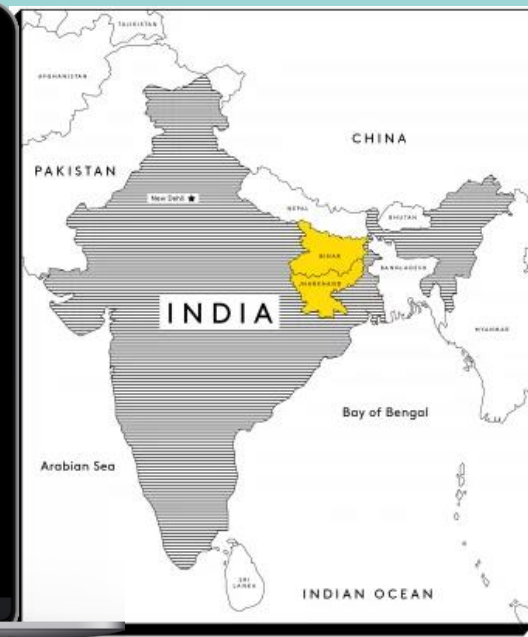 TAJIKISTAN
AFGHANISTAN
CHINA
PAKISTAN
New Dehli
NEPAL
BHUTAN
BIHAR
BANGLADESH
JHARKHAND
INDIA
MYANMAR
Bay of Bengal
Arabian Sea
SRI
LANKA
INDIAN OCEAN